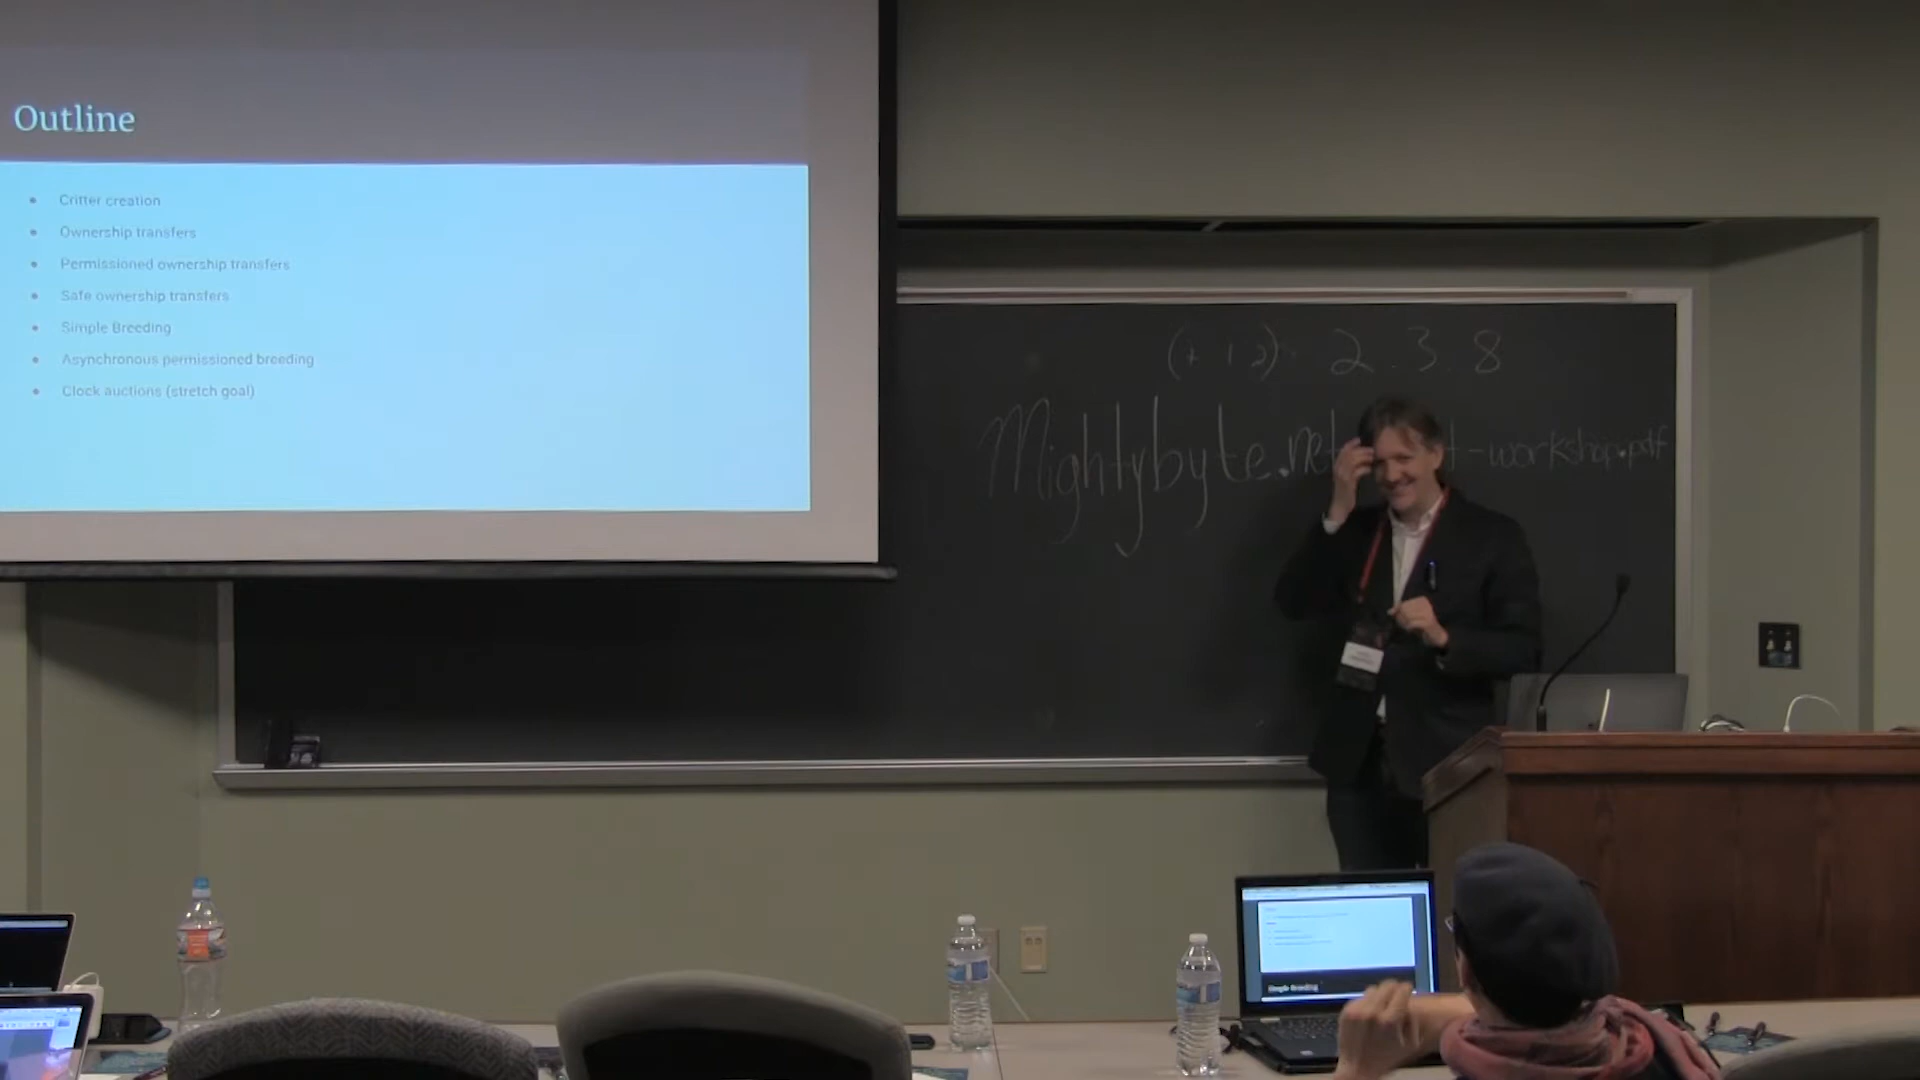 Outline
Critter creation
Ownership transfers
Permissioned ownership transfers
Safe ownership transfers
Simple Breeding
Asynchronous permissioned breeding
Clock auctions (stretch goal)
(+ 1 2) 2.3.8
Mightybyte.net t-workshop.pdf
Simple Breeding